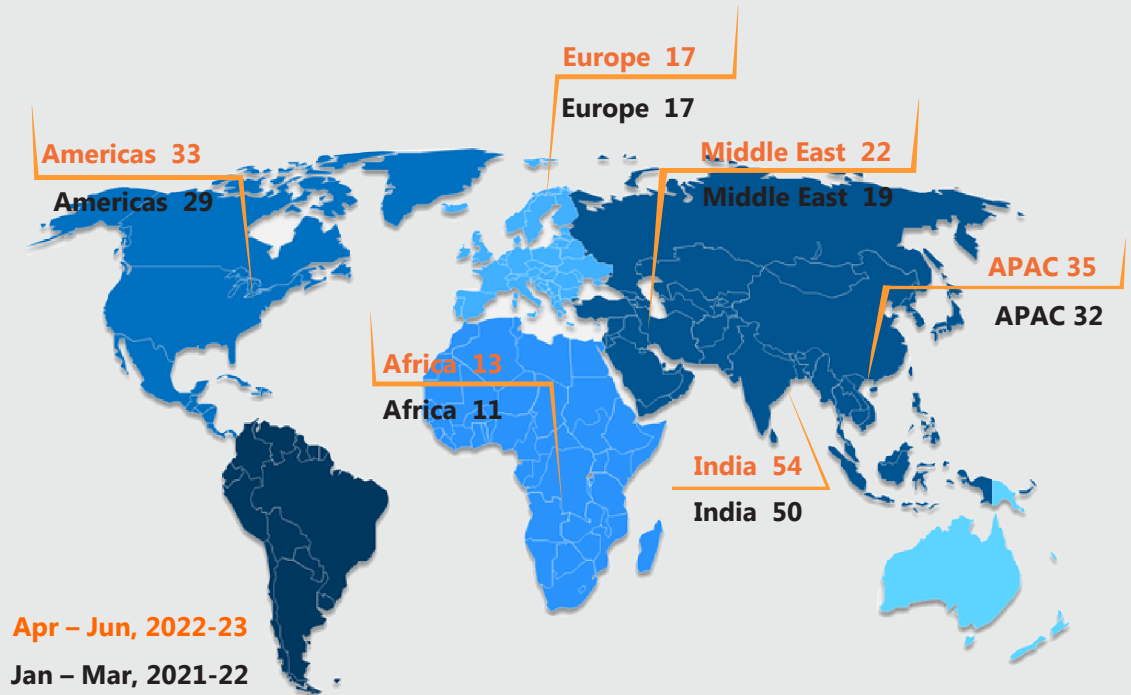 Europe 17
Europe 17
Americas 33
Americas 29
Middle East 22
Middle East 19
APAC 35
APAC 32
Africa 13
Africa 11
India 54
India 50
Apr – Jun, 2022-23
Jan – Mar, 2021-22